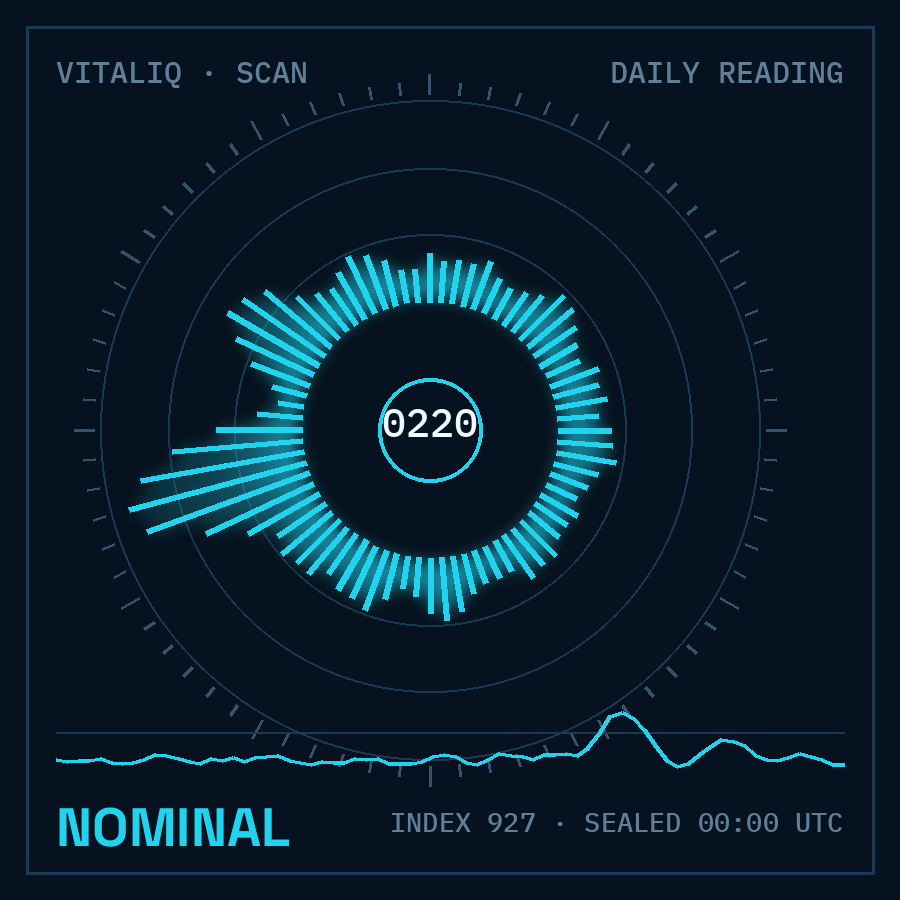 VITALIQ · SCAN
DAILY READING
0220
NOMINAL
INDEX 927 · SEALED 00:00 UTC